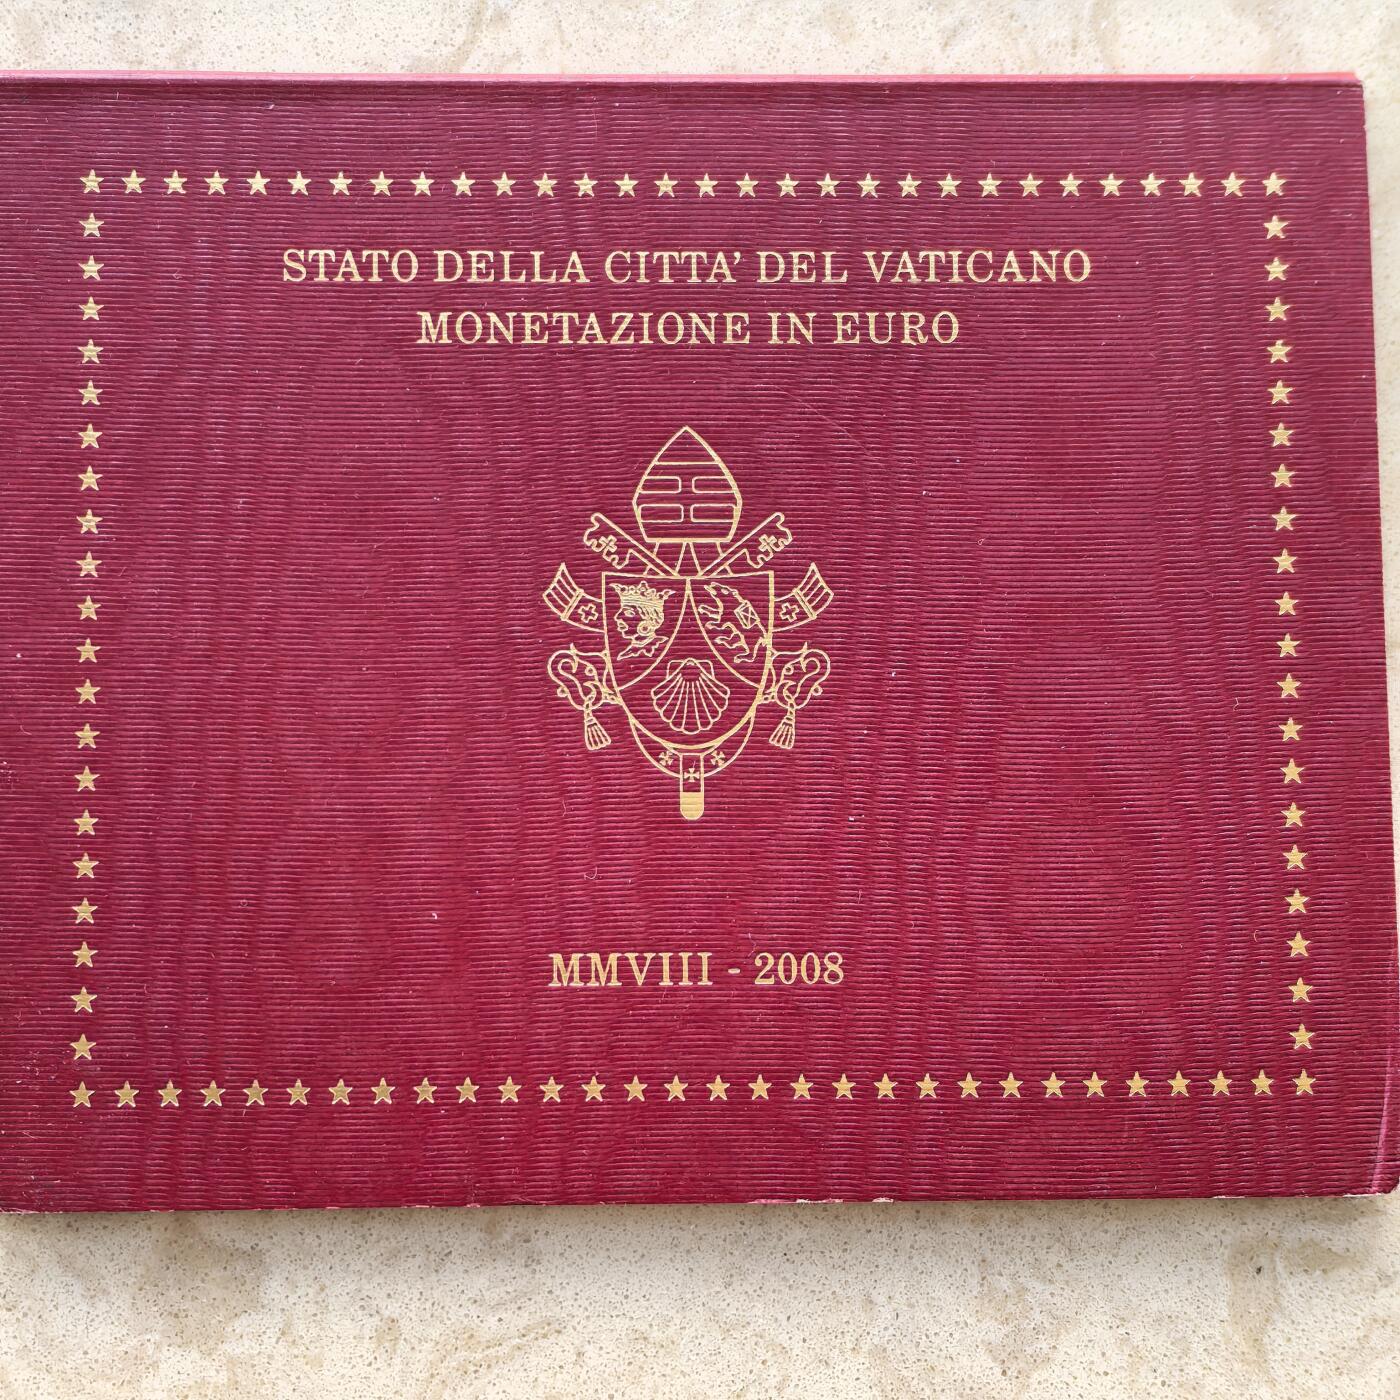 STATO DELLA CITTA' DEL VATICANO
MONETAZIONE IN EURO
MMVIII - 2008